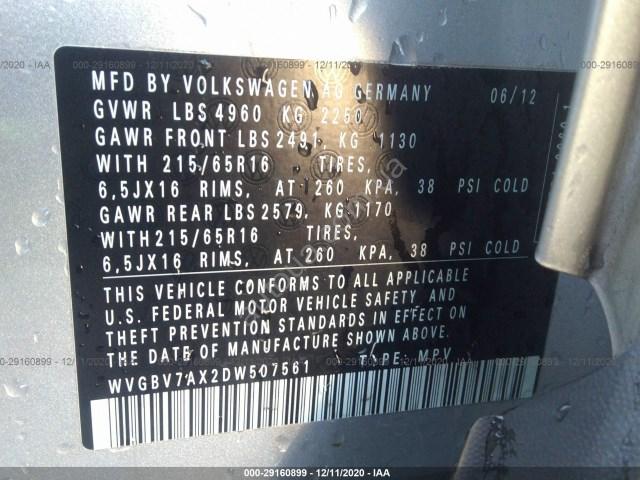 000-29160899 - 12/11/2020 - IAA
MFD BY VOLKSWAGEN AG GERMANY 06/12
GVWR LBS 4960 KG 2250
GAWR FRONT LBS 2491, KG 1130
WITH 215/65R16 TIRES,
6,5JX16 RIMS, AT 260 KPA, 38 PSI COLD
GAWR REAR LBS 2579, KG 1170
WITH 215/65R16 TIRES,
6,5JX16 RIMS, AT 260 KPA, 38 PSI COLD
THIS VEHICLE CONFORMS TO ALL APPLICABLE
U.S. FEDERAL MOTOR VEHICLE SAFETY AND
THEFT PREVENTION STANDARDS IN EFFECT ON
THE DATE OF MANUFACTURE SHOWN ABOVE.
WVGBV7AX2DW507561 TYPE: MPV
000-29160899 - 12/11/2020 - IAA